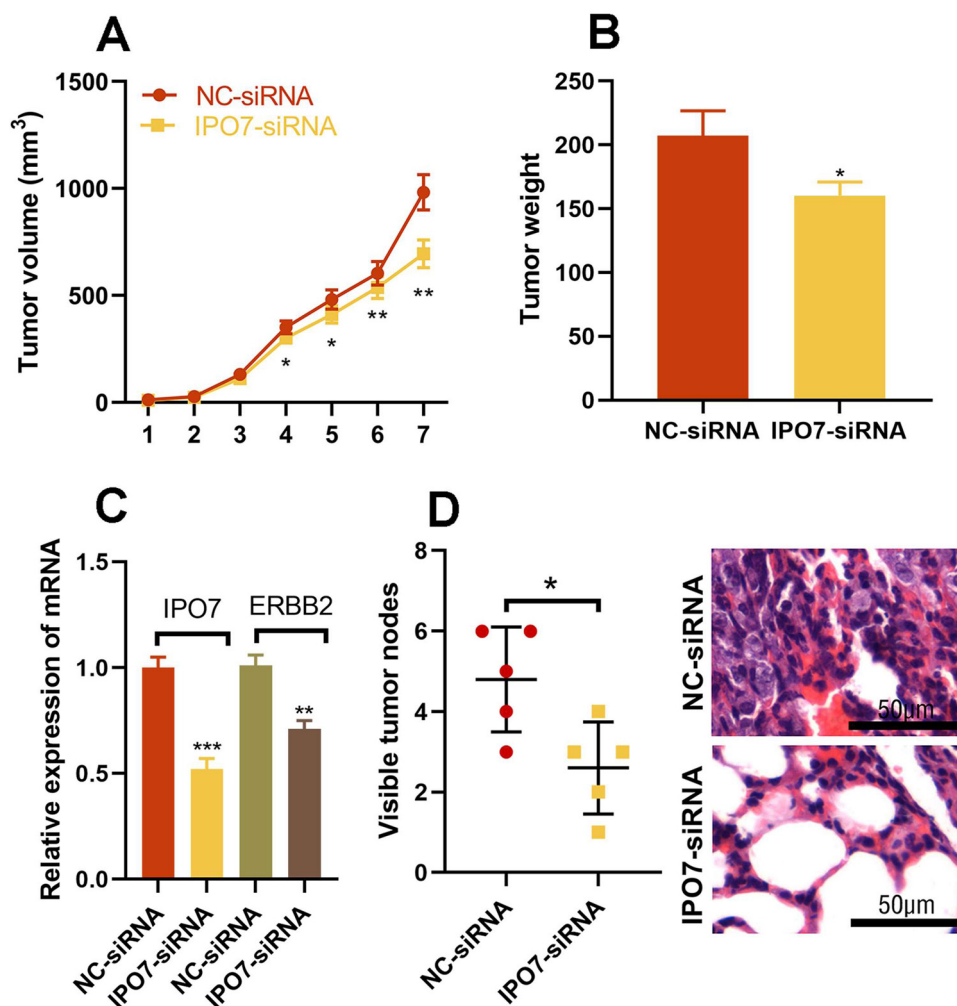 A
Tumor volume (mm³)
1500
1000
500
0
NC-siRNA
IPO7-siRNA
*
*
**
**
1 2 3 4 5 6 7
B
Tumor weight
250
200
150
100
50
0
*
NC-siRNA IPO7-siRNA
C
Relative expression of mRNA
1.5
1.0
0.5
0.0
IPO7
ERBB2
***
**
NC-siRNA
IPO7-siRNA
NC-siRNA
IPO7-siRNA
D
Visible tumor nodes
8
6
4
2
0
*
NC-siRNA
IPO7-siRNA
NC-siRNA
50μm
IPO7-siRNA
50μm